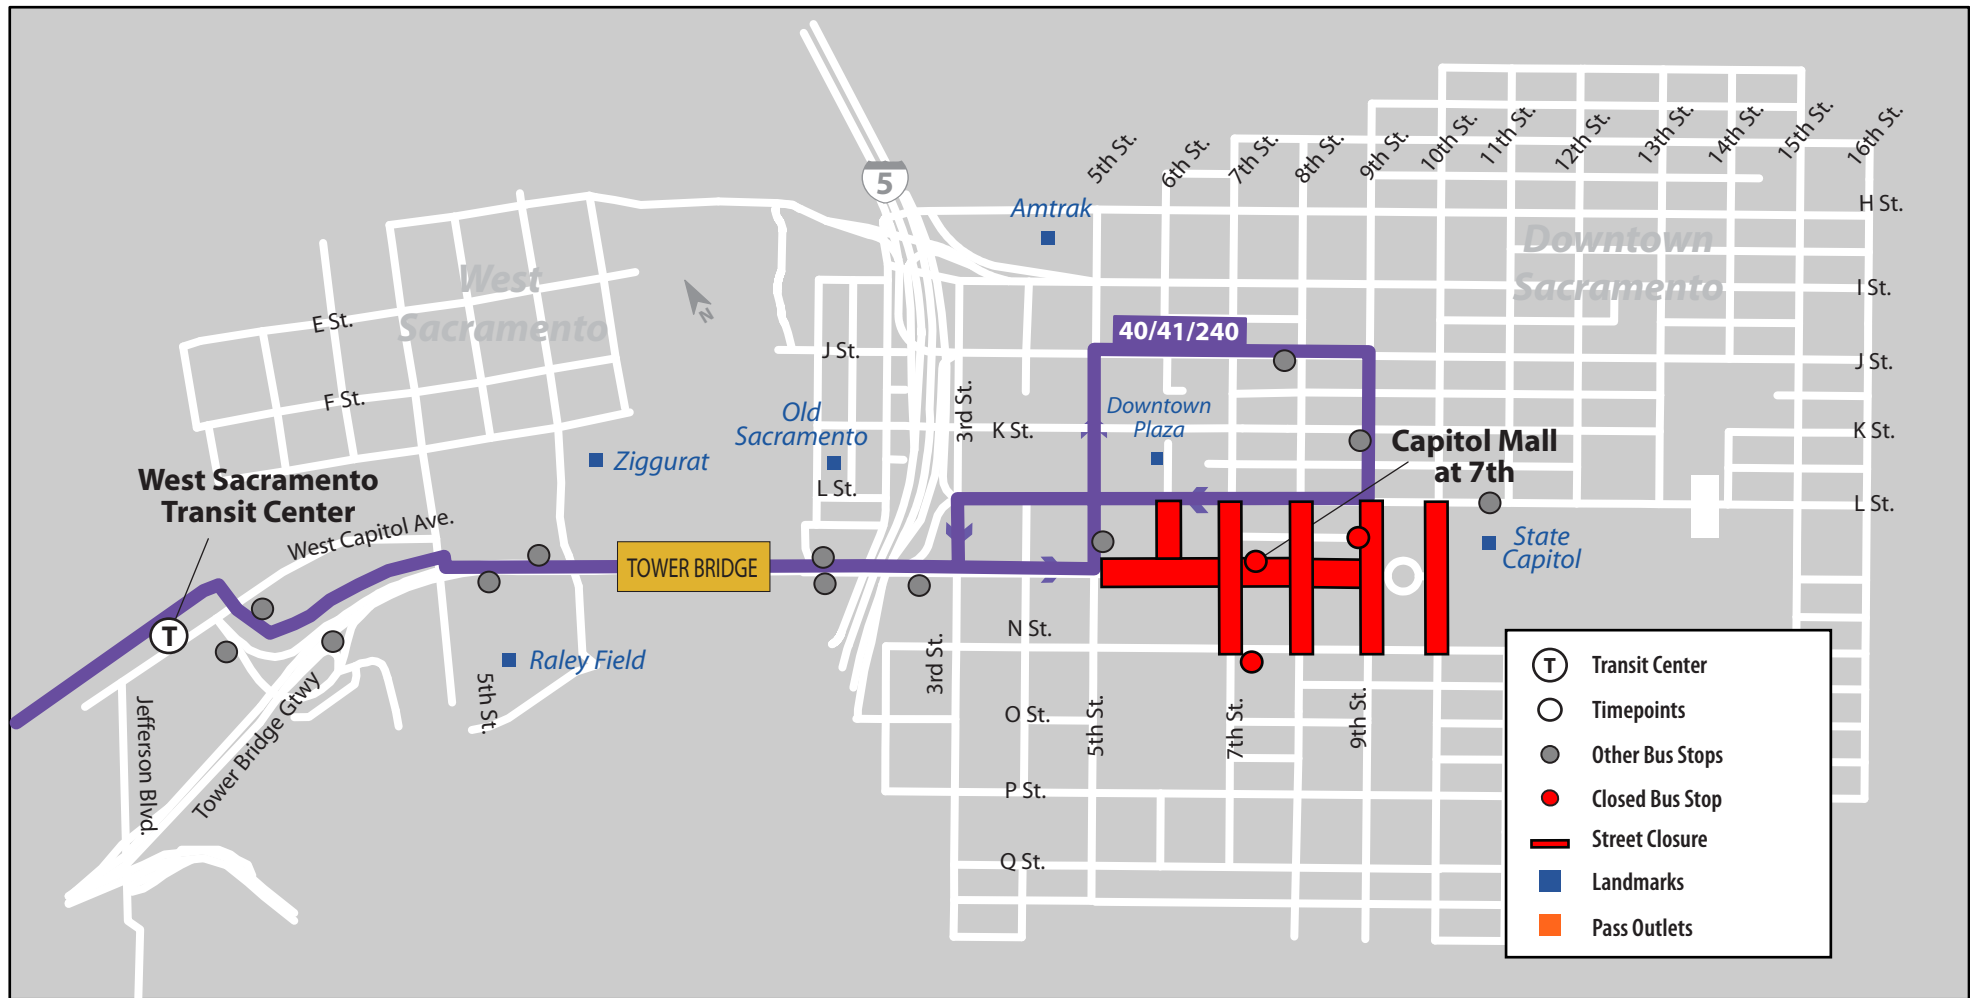 5th St.
6th St.
7th St.
8th St.
9th St.
10th St.
11th St.
12th St.
13th St.
14th St.
15th St.
16th St.
5
Amtrak
H St.
Downtown
Sacramento
West
Sacramento
I St.
N
E St.
40/41/240
J St.
J St.
F St.
3rd St.
Old
Sacramento
Downtown
Plaza
K St.
K St.
Capitol Mall
at 7th
Ziggurat
West Sacramento
Transit Center
L St.
L St.
West Capitol Ave.
State
Capitol
TOWER BRIDGE
T
N St.
Raley Field
3rd St.
5th St.
Jefferson Blvd.
Tower Bridge Gtwy
O St.
5th St.
7th St.
9th St.
P St.
Q St.
T
Transit Center
Timepoints
Other Bus Stops
Closed Bus Stop
Street Closure
Landmarks
Pass Outlets